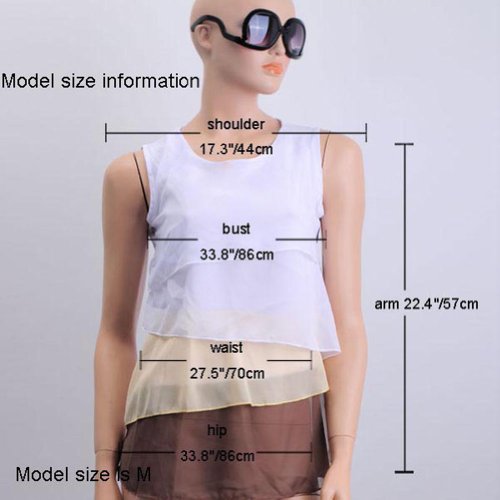 Model size information
shoulder
17.3"/44cm
bust
33.8"/86cm
arm 22.4"/57cm
waist
27.5"/70cm
hip
33.8"/86cm
Model size is M